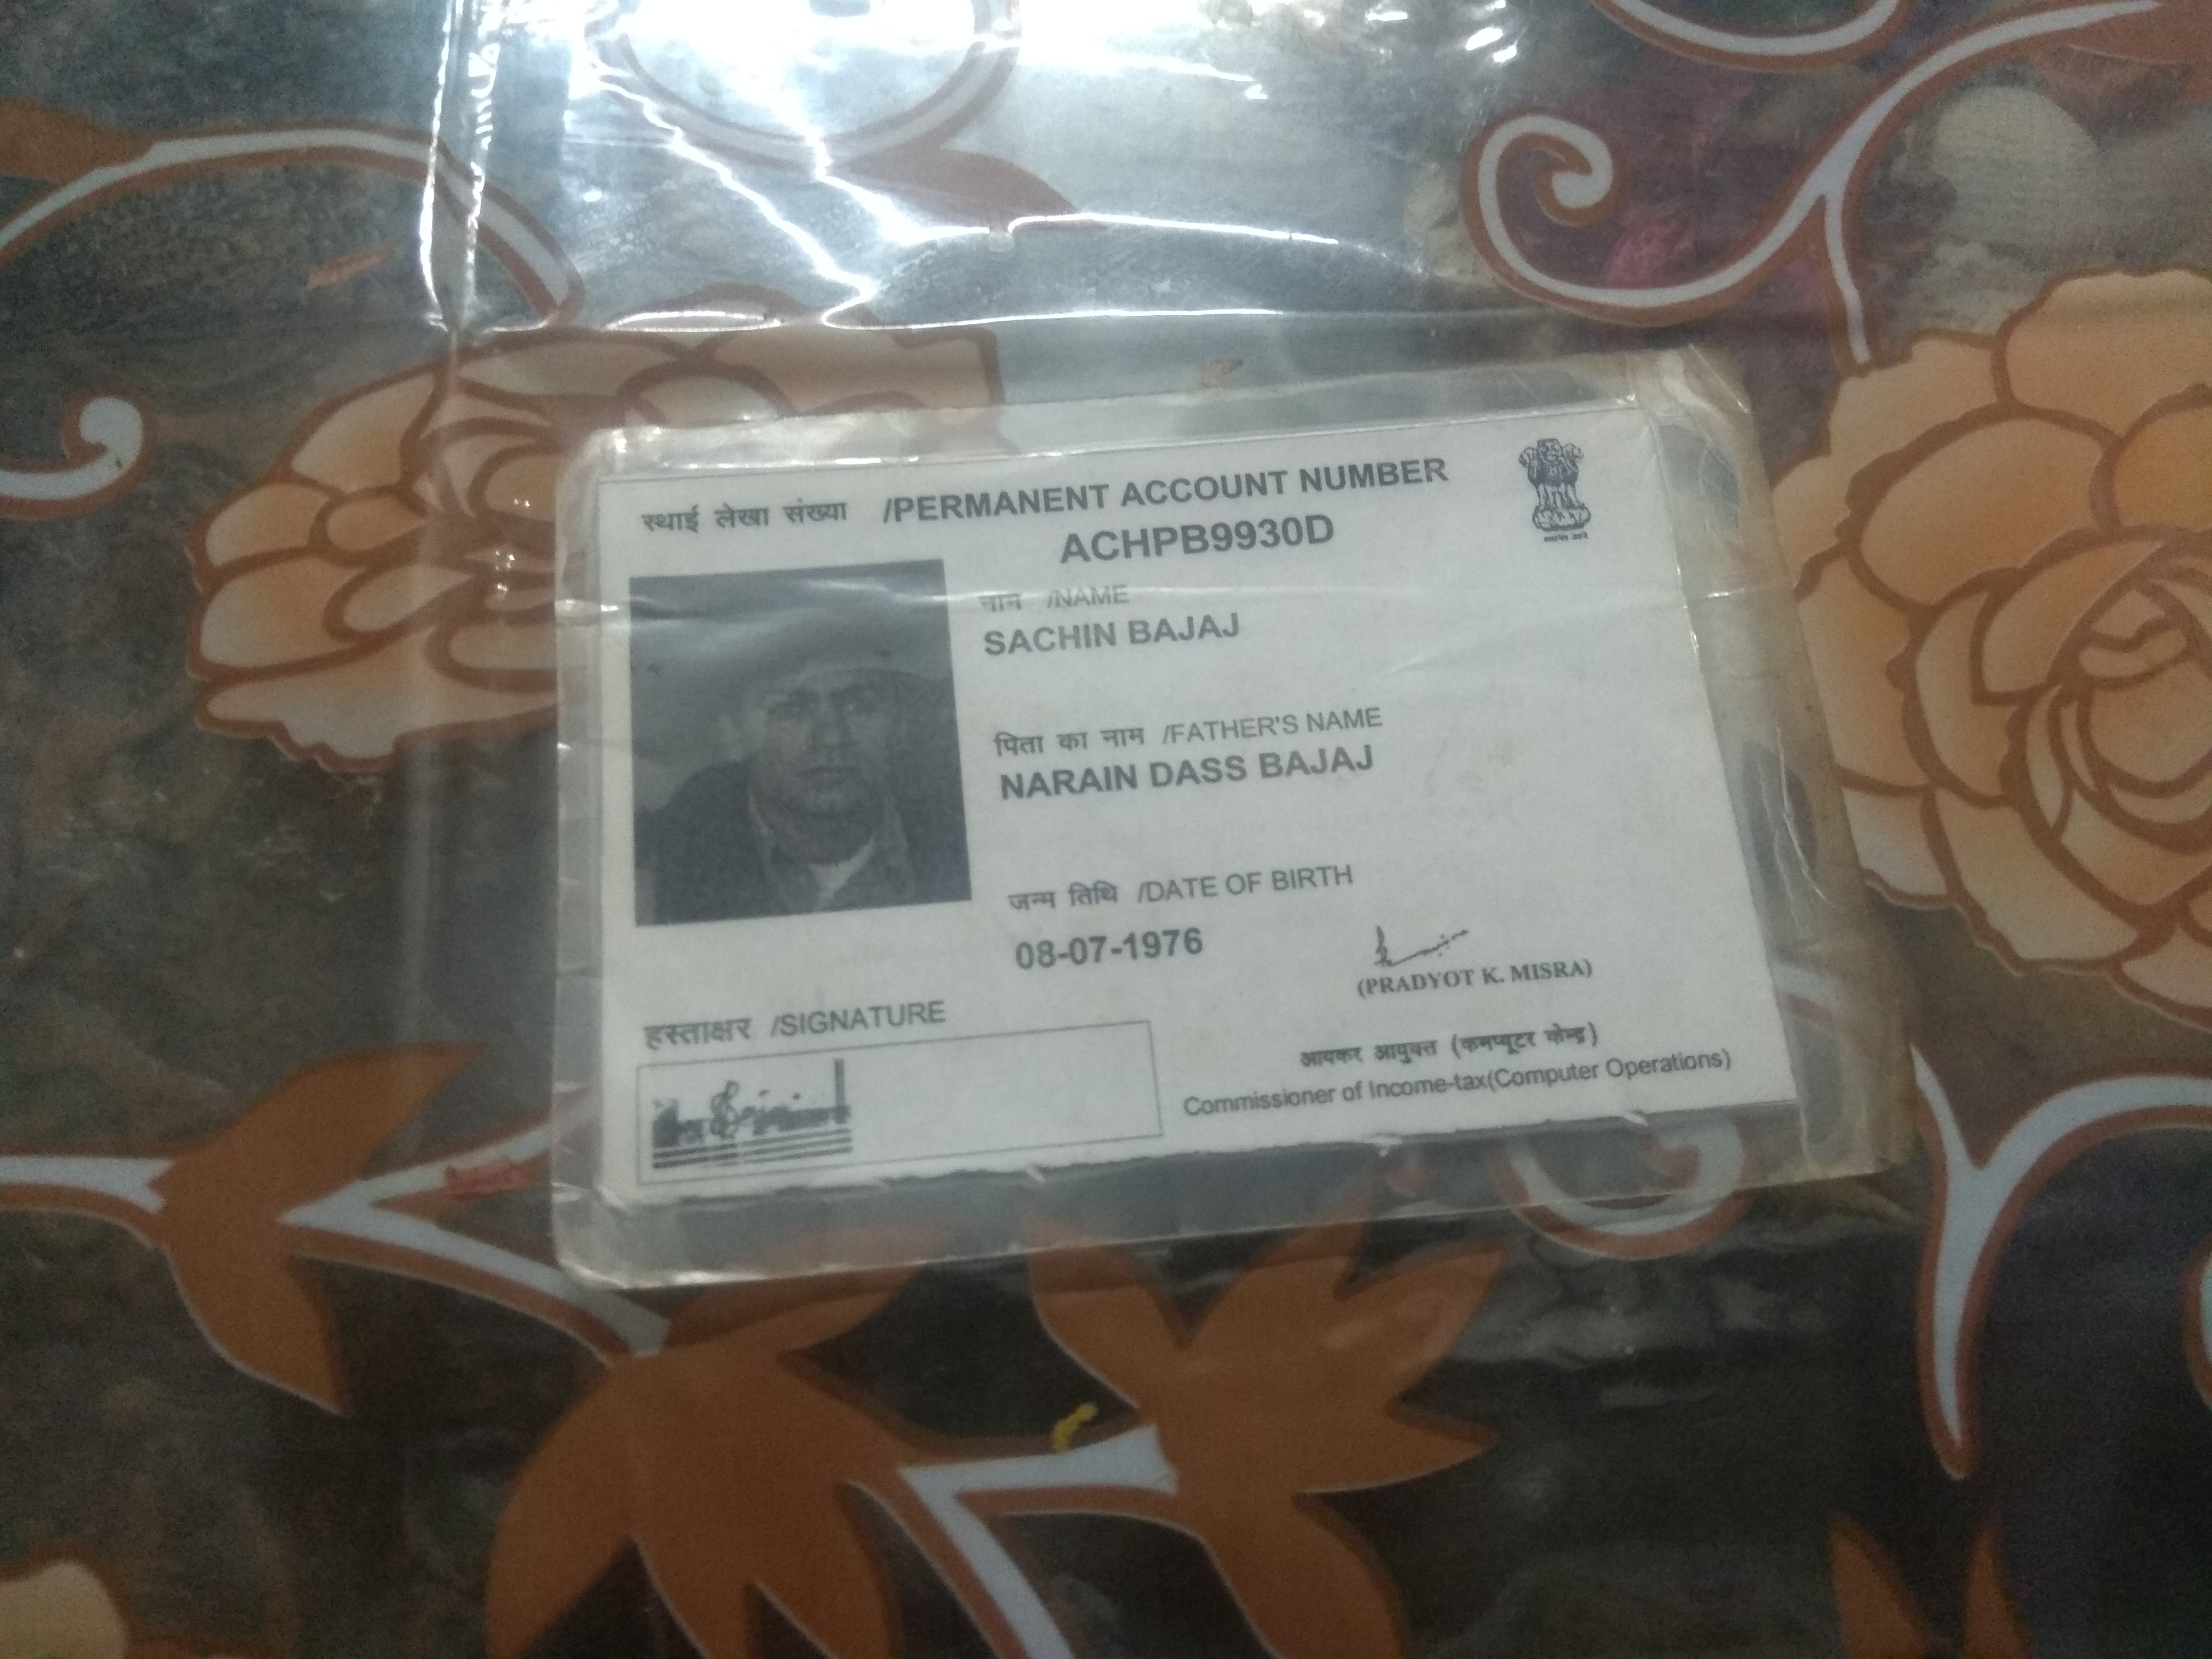 स्थाई लेखा संख्या /PERMANENT ACCOUNT NUMBER
ACHPB9930D
नाम /NAME
SACHIN BAJAJ
पिता का नाम /FATHER'S NAME
NARAIN DASS BAJAJ
जन्म तिथि /DATE OF BIRTH
08-07-1976
(PRADYOT K. MISRA)
हस्ताक्षर /SIGNATURE
आयकर आयुक्त (कमप्यूटर केन्द्र)
Commissioner of Income-tax(Computer Operations)